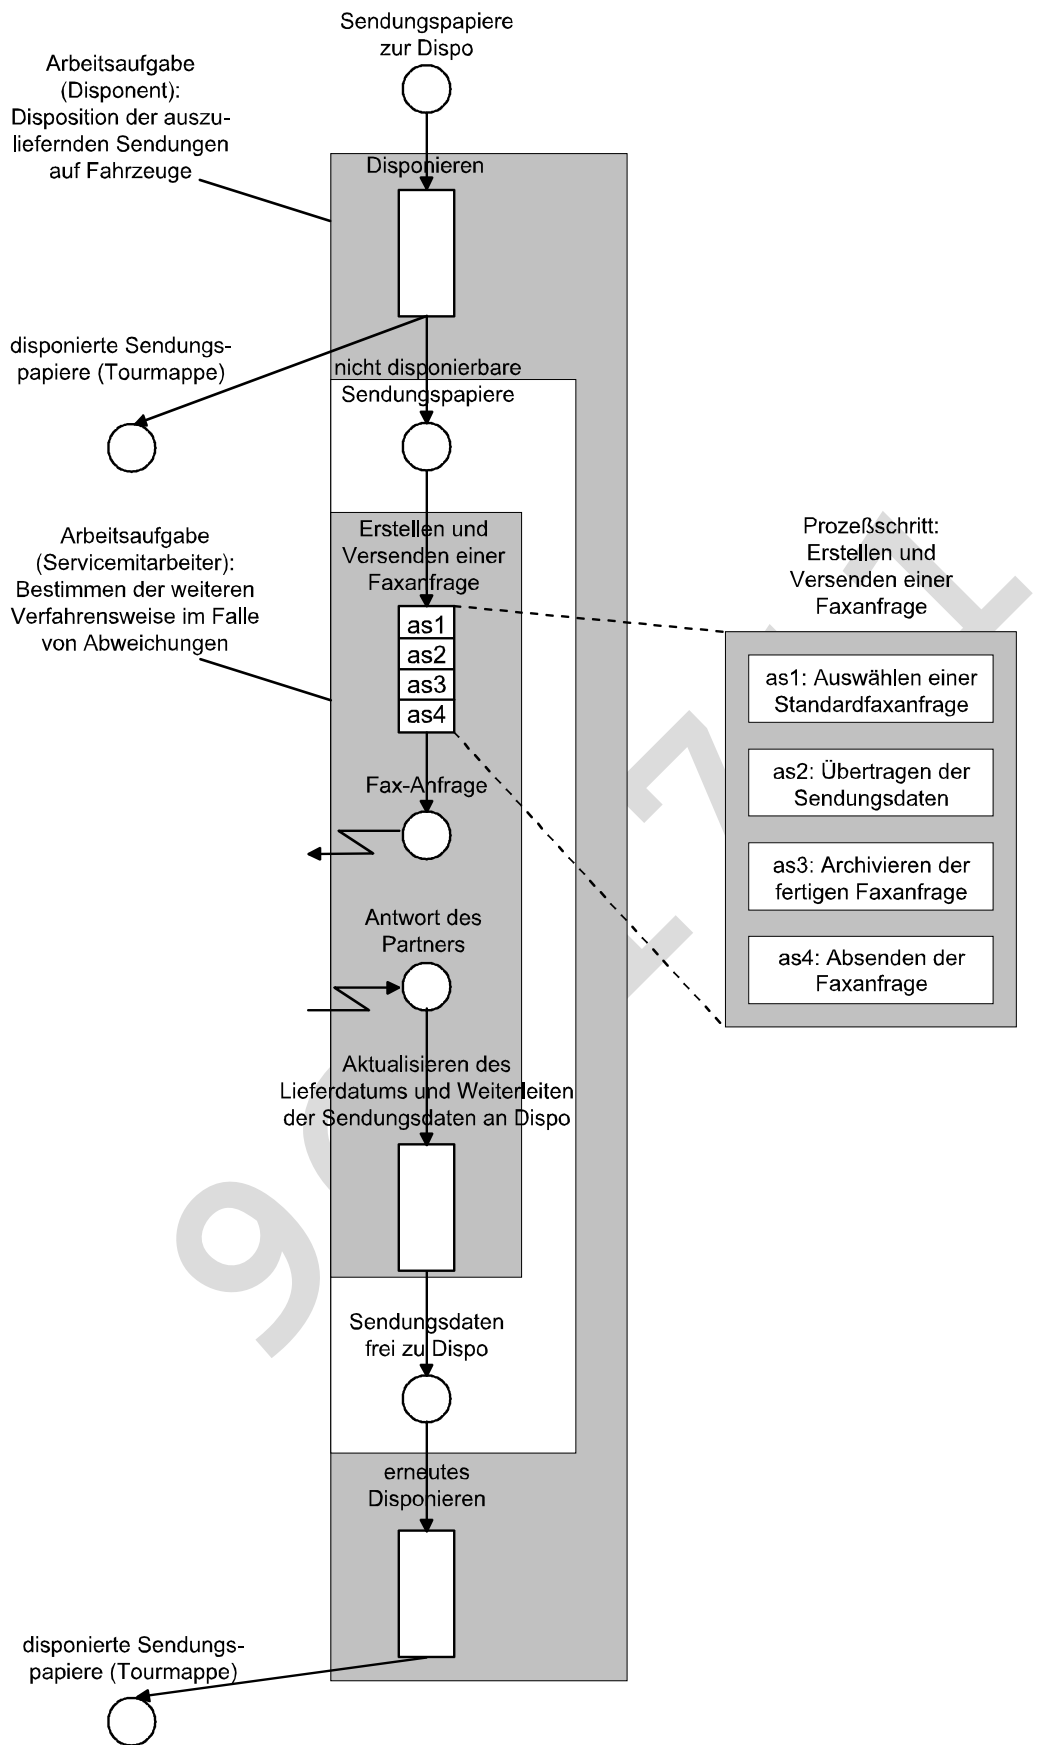 Sendungspapiere
zur Dispo
Arbeitsaufgabe
(Disponent):
Disposition der auszu-
liefernden Sendungen
auf Fahrzeuge
Disponieren
disponierte Sendungs-
papiere (Tourmappe)
nicht disponierbare
Sendungspapiere
Arbeitsaufgabe
(Servicemitarbeiter):
Bestimmen der weiteren
Verfahrensweise im Falle
von Abweichungen
Erstellen und
Versenden einer
Faxanfrage
as1
as2
as3
as4
Prozeßschritt:
Erstellen und
Versenden einer
Faxanfrage
as1: Auswählen einer
Standardfaxanfrage
as2: Übertragen der
Sendungsdaten
as3: Archivieren der
fertigen Faxanfrage
as4: Absenden der
Faxanfrage
Fax-Anfrage
Antwort des
Partners
Aktualisieren des
Lieferdatums und Weiterleiten
der Sendungsdaten an Dispo
Sendungsdaten
frei zu Dispo
erneutes
Disponieren
disponierte Sendungs-
papiere (Tourmappe)